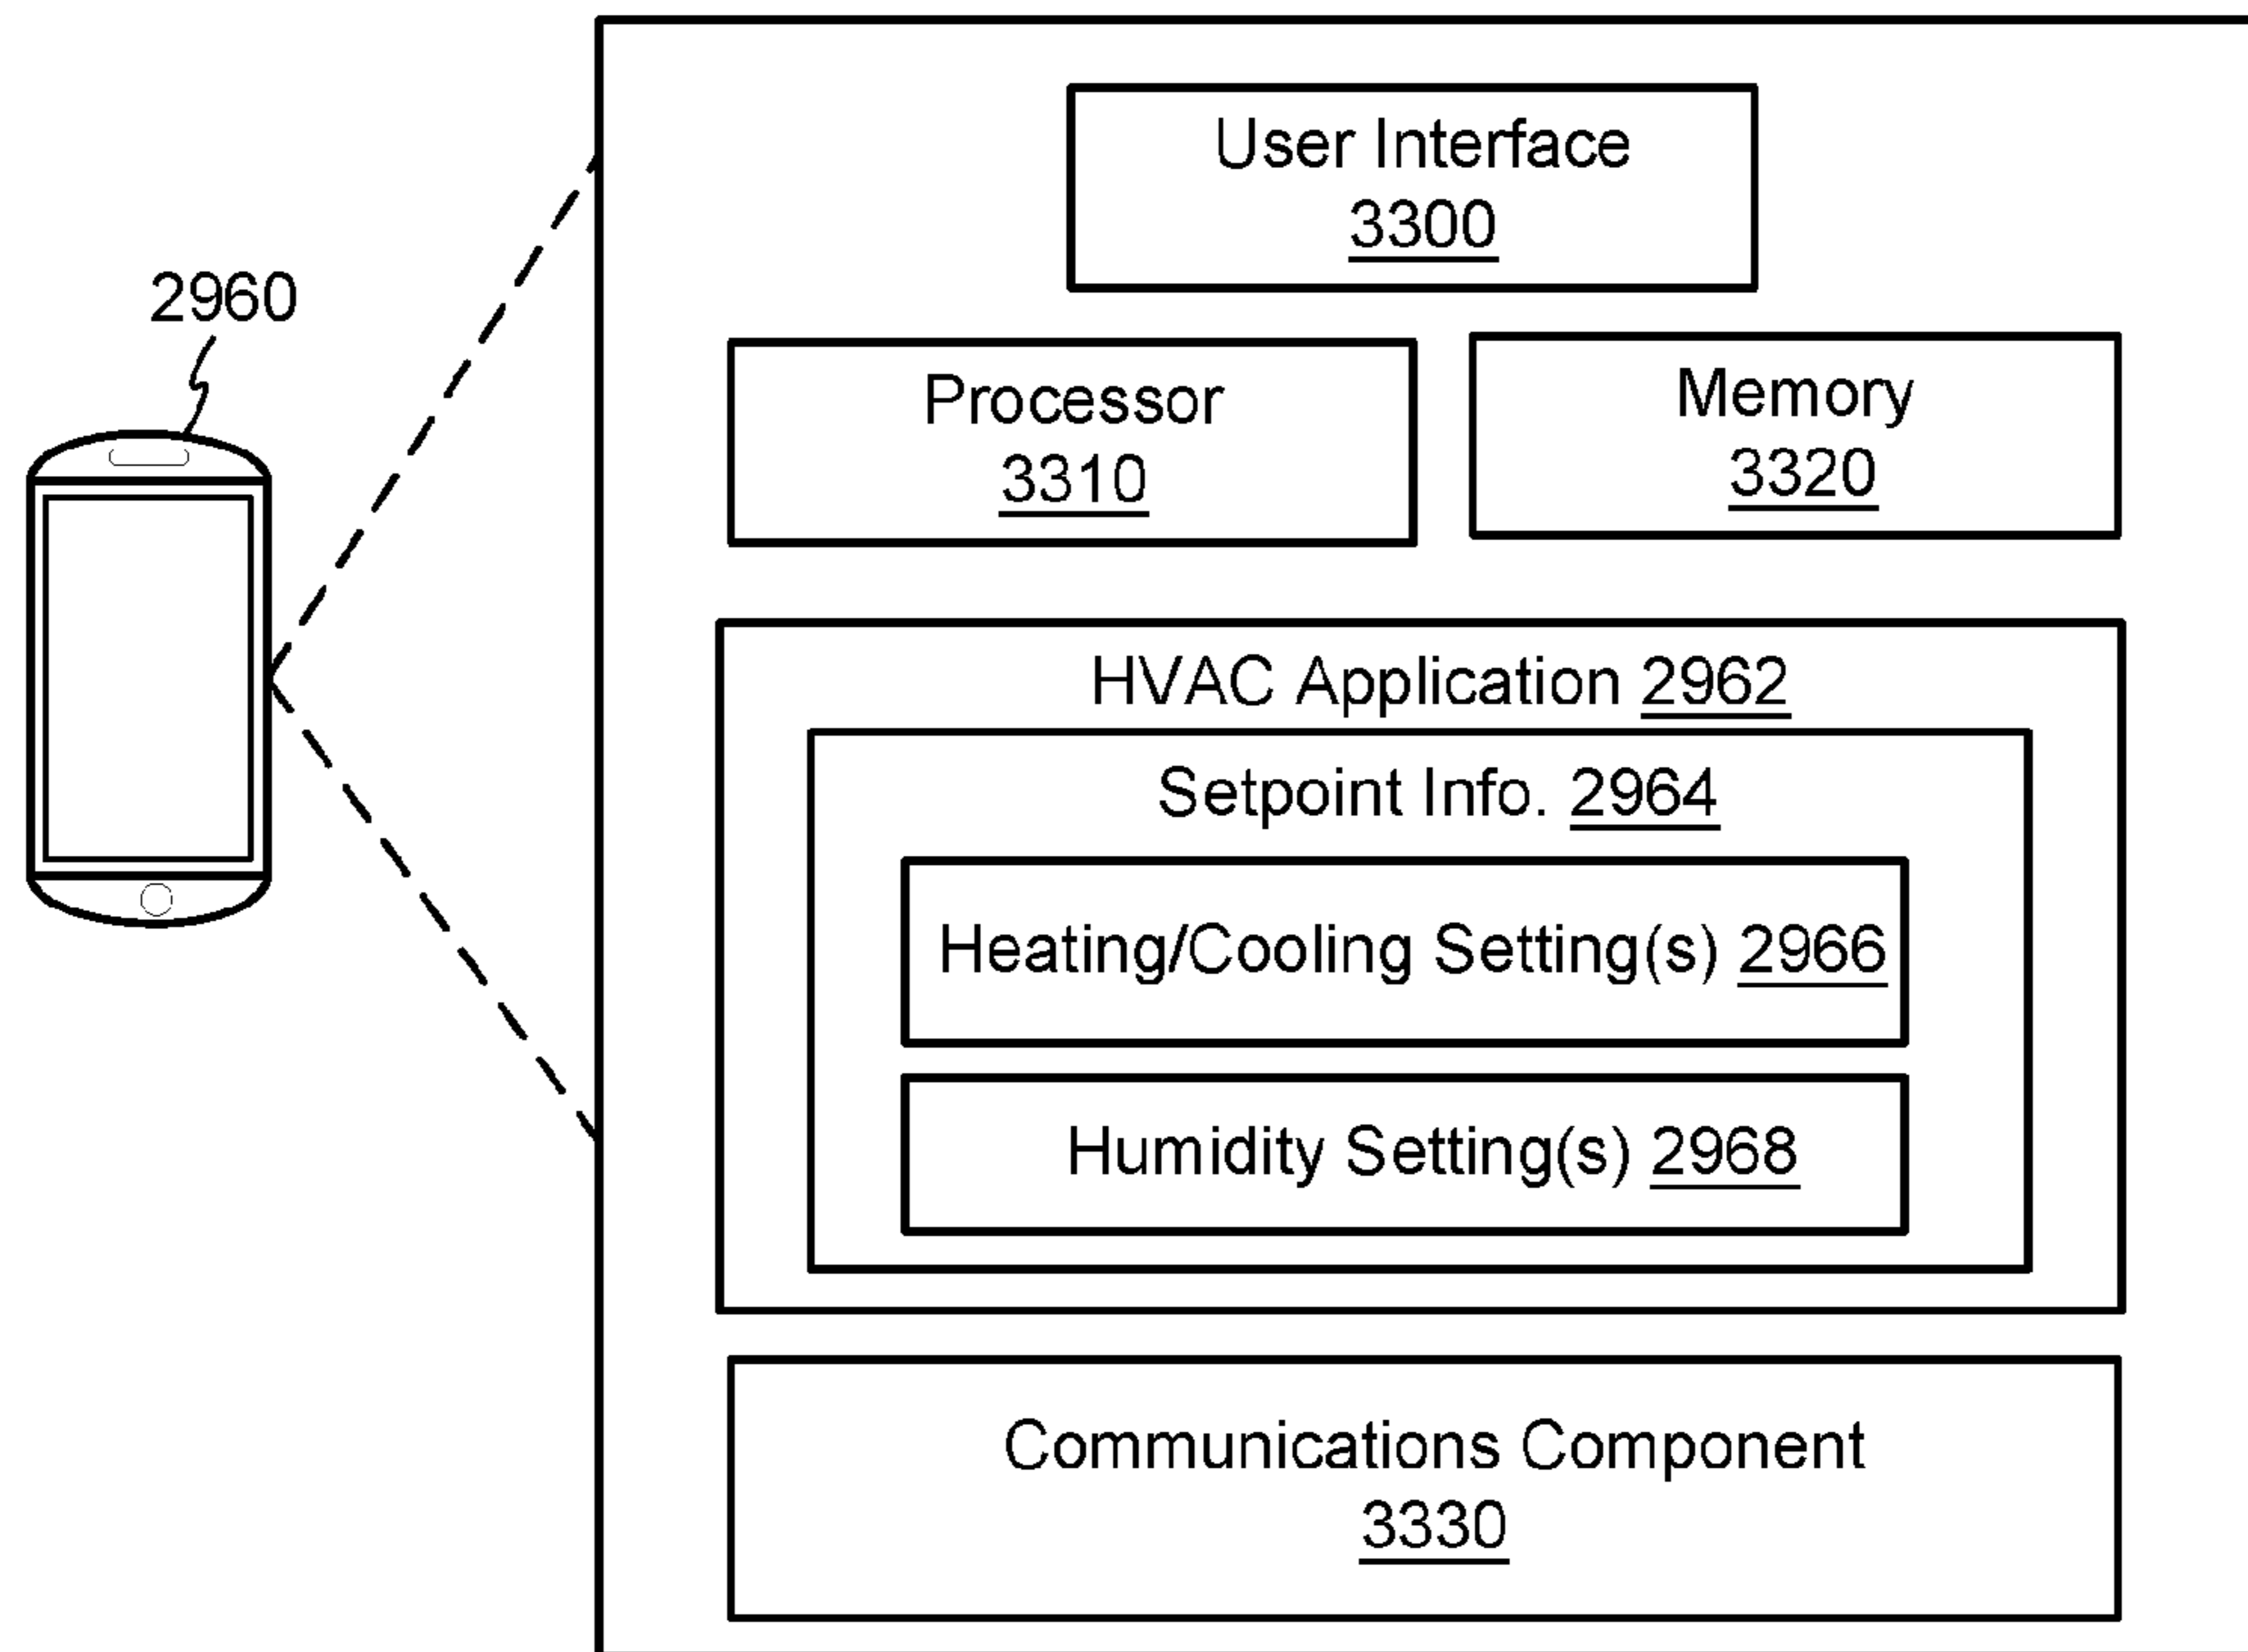 2960
User Interface
3300
Processor
3310
Memory
3320
HVAC Application 2962
Setpoint Info. 2964
Heating/Cooling Setting(s) 2966
Humidity Setting(s) 2968
Communications Component
3330